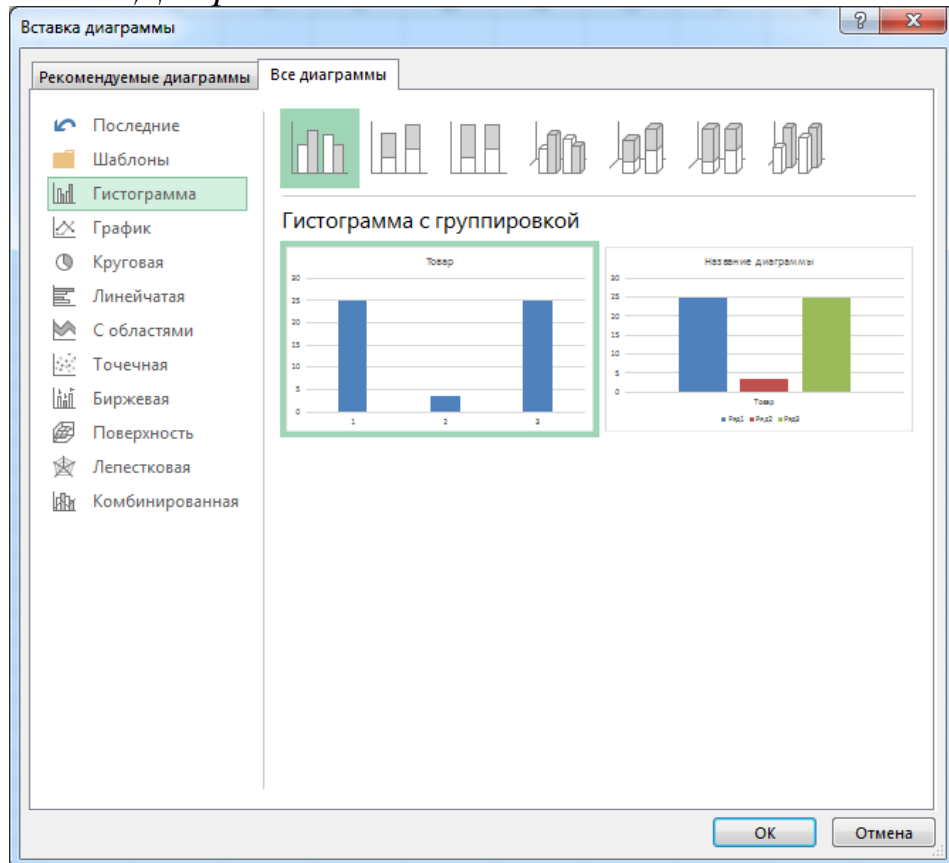 Вставка диаграммы
Рекомендуемые диаграммы
Все диаграммы
Последние
Шаблоны
Гистограмма
График
Круговая
Линейчатая
С областями
Точечная
Биржевая
Поверхность
Лепестковая
Комбинированная
Гистограмма с группировкой
Товар
30
25
20
15
10
5
0
1 2 3
Название диаграммы
30
25
20
15
10
5
0
Товар
Ряд1 Ряд2 Ряд3
ОК
Отмена